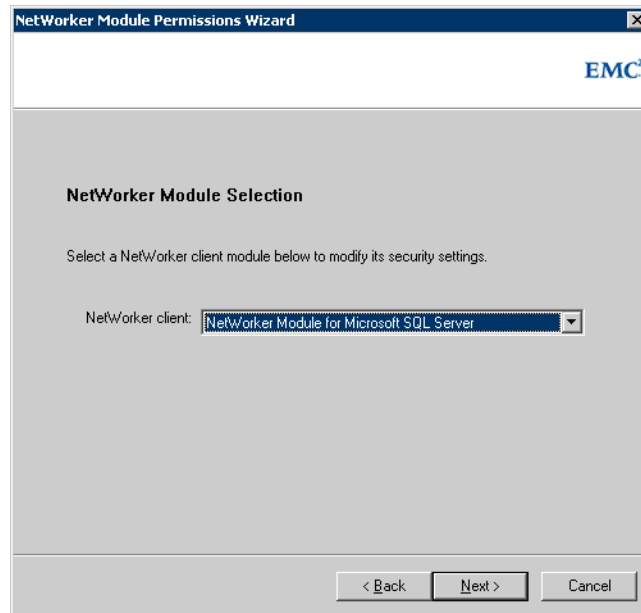 NetWorker Module Permissions Wizard
EMC²
NetWorker Module Selection
Select a NetWorker client module below to modify its security settings.
NetWorker client: NetWorker Module for Microsoft SQL Server
< Back Next > Cancel